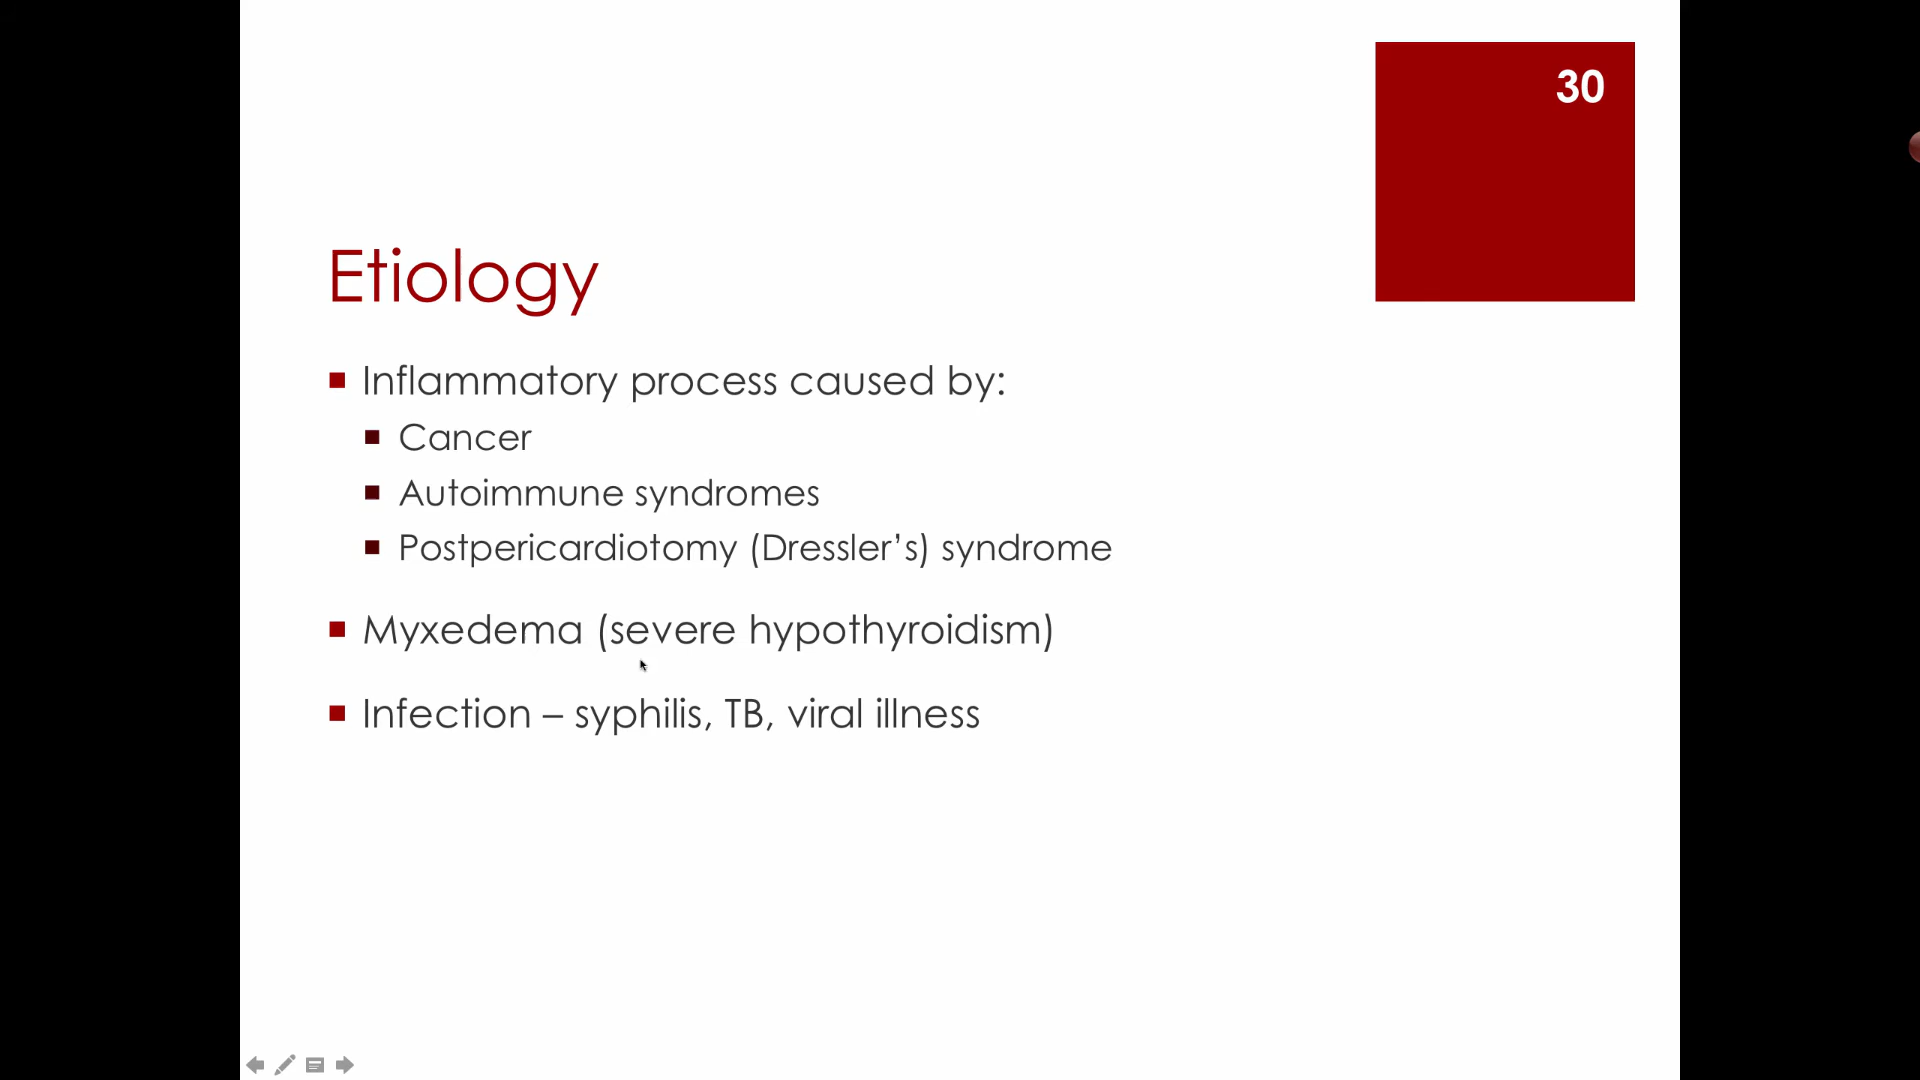 30
Etiology
Inflammatory process caused by:
Cancer
Autoimmune syndromes
Postpericardiotomy (Dressler’s) syndrome
Myxedema (severe hypothyroidism)
Infection – syphilis, TB, viral illness